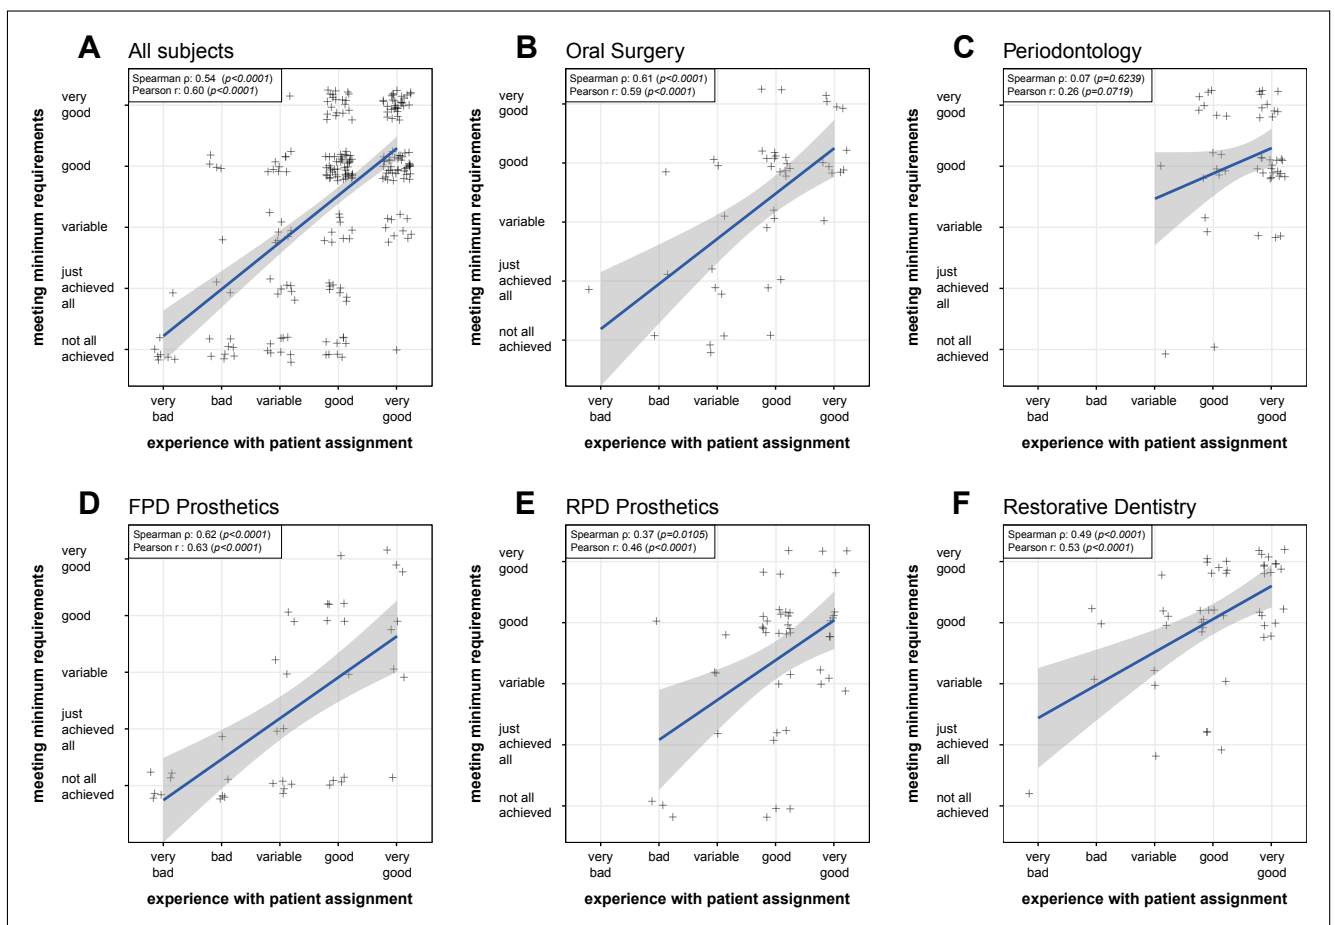 A All subjects
Spearman ρ: 0.54 (p<0.0001)
Pearson r: 0.60 (p<0.0001)
meeting minimum requirements
very
good
good
variable
just
achieved
all
not all
achieved
very
bad
bad
variable
good
very
good
experience with patient assignment
B Oral Surgery
Spearman ρ: 0.61 (p<0.0001)
Pearson r: 0.59 (p<0.0001)
meeting minimum requirements
very
good
good
variable
just
achieved
all
not all
achieved
very
bad
bad
variable
good
very
good
experience with patient assignment
C Periodontology
Spearman ρ: 0.07 (p=0.6239)
Pearson r: 0.26 (p=0.0719)
meeting minimum requirements
very
good
good
variable
just
achieved
all
not all
achieved
very
bad
bad
variable
good
very
good
experience with patient assignment
D FPD Prosthetics
Spearman ρ: 0.62 (p<0.0001)
Pearson r : 0.63 (p<0.0001)
meeting minimum requirements
very
good
good
variable
just
achieved
all
not all
achieved
very
bad
bad
variable
good
very
good
experience with patient assignment
E RPD Prosthetics
Spearman ρ: 0.37 (p=0.0105)
Pearson r: 0.46 (p<0.0001)
meeting minimum requirements
very
good
good
variable
just
achieved
all
not all
achieved
very
bad
bad
variable
good
very
good
experience with patient assignment
F Restorative Dentistry
Spearman ρ: 0.49 (p<0.0001)
Pearson r: 0.53 (p<0.0001)
meeting minimum requirements
very
good
good
variable
just
achieved
all
not all
achieved
very
bad
bad
variable
good
very
good
experience with patient assignment